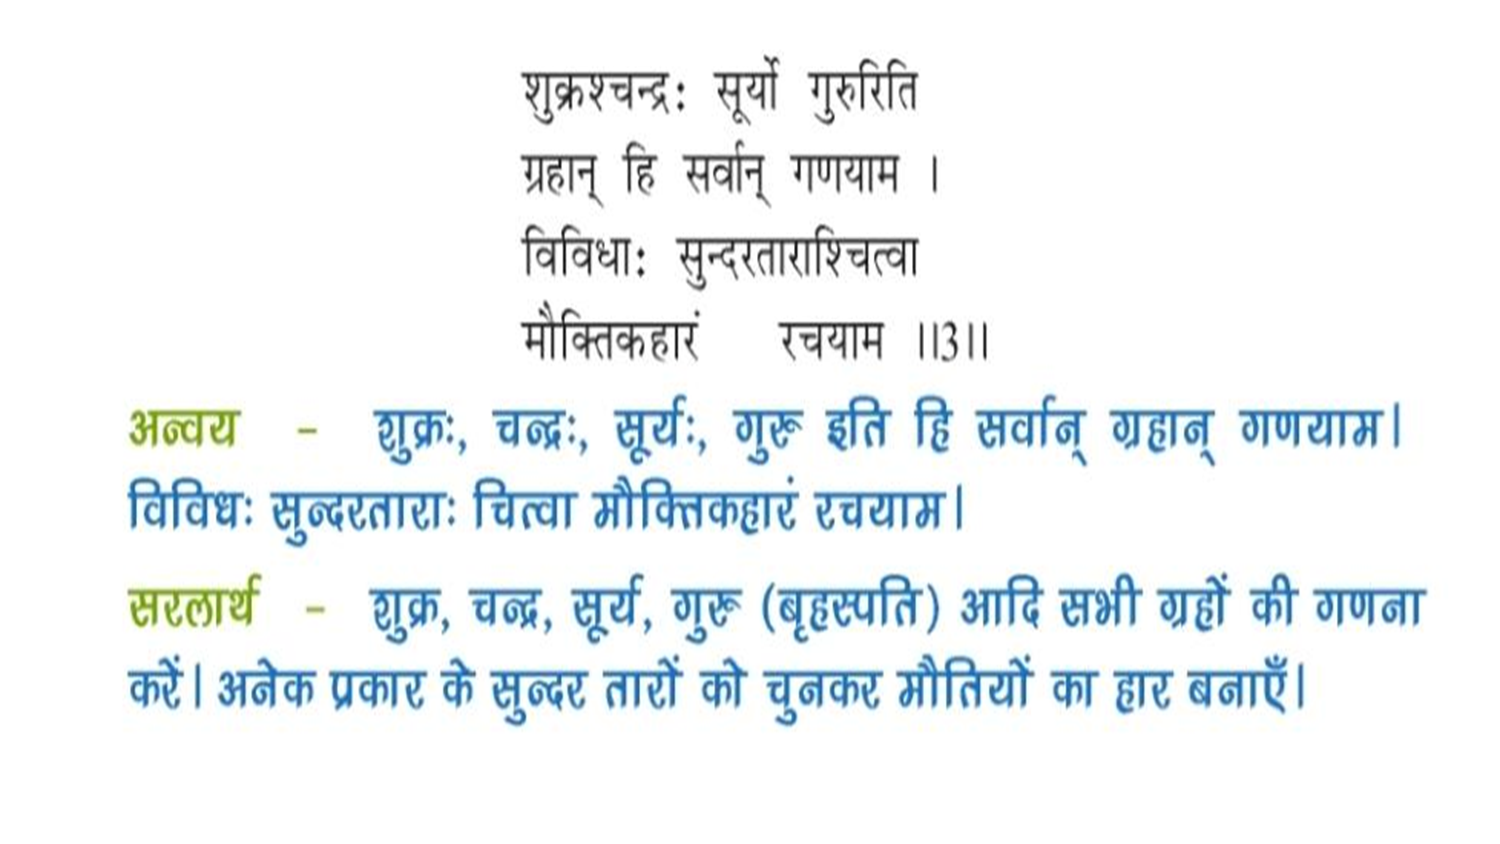 शुक्रश्चन्द्रः सूर्यो गुरुरिति
ग्रहान् हि सर्वान् गणयाम ।
विविधाः सुन्दरताराश्चित्वा
मौक्तिकहारं रचयाम ।।3।।
अन्वय - शुक्रः, चन्द्रः, सूर्यः, गुरू इति हि सर्वान् ग्रहान् गणयाम।
विविधः सुन्दरताराः चित्वा मौक्तिकहारं रचयाम।
सरलार्थ - शुक्र, चन्द्र, सूर्य, गुरू (बृहस्पति) आदि सभी ग्रहों की गणना
करें। अनेक प्रकार के सुन्दर तारों को चुनकर मौतियों का हार बनाएँ।